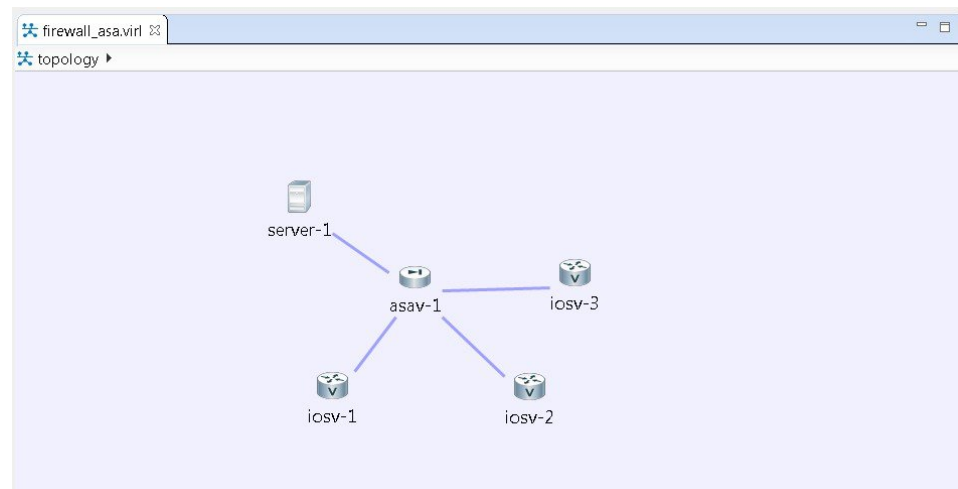 firewall_asa.virl
topology
server-1
asav-1
iosv-3
V
iosv-1
V
iosv-2
V